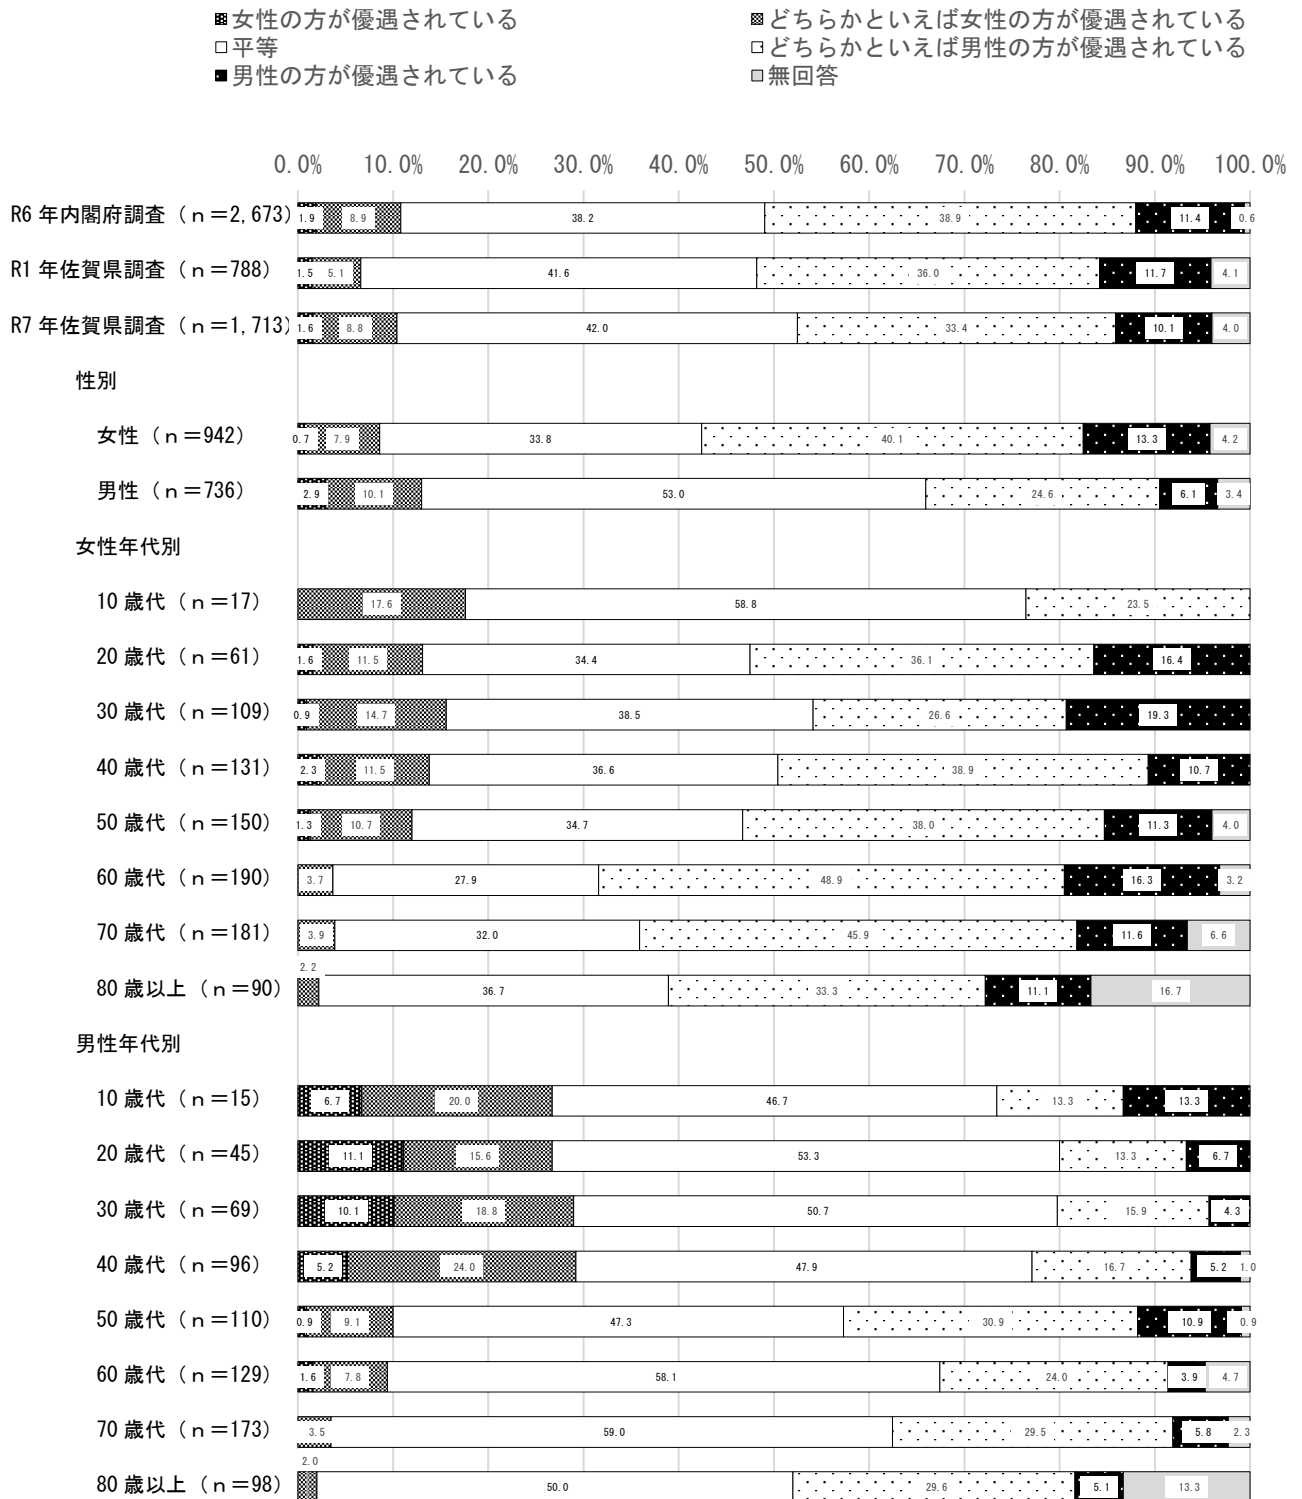 女性の方が優遇されている どちらかといえば女性の方が優遇されている
平等 どちらかといえば男性の方が優遇されている
男性の方が優遇されている 無回答
0.0% 10.0% 20.0% 30.0% 40.0% 50.0% 60.0% 70.0% 80.0% 90.0% 100.0%
R6 年内閣府調査（ｎ＝2,673） 1.9 8.9 38.2 38.9 11.4 0.6
R1 年佐賀県調査（ｎ＝788） 1.5 5.1 41.6 36.0 11.7 4.1
R7 年佐賀県調査（ｎ＝1,713） 1.6 8.8 42.0 33.4 10.1 4.0
性別
女性（ｎ＝942） 0.7 7.9 33.8 40.1 13.3 4.2
男性（ｎ＝736） 2.9 10.1 53.0 24.6 6.1 3.4
女性年代別
10 歳代（ｎ＝17） 17.6 58.8 23.5
20 歳代（ｎ＝61） 1.6 11.5 34.4 36.1 16.4
30 歳代（ｎ＝109） 0.9 14.7 38.5 26.6 19.3
40 歳代（ｎ＝131） 2.3 11.5 36.6 38.9 10.7
50 歳代（ｎ＝150） 1.3 10.7 34.7 38.0 11.3 4.0
60 歳代（ｎ＝190） 3.7 27.9 48.9 16.3 3.2
70 歳代（ｎ＝181） 3.9 32.0 45.9 11.6 6.6
80 歳以上（ｎ＝90） 2.2 36.7 33.3 11.1 16.7
男性年代別
10 歳代（ｎ＝15） 6.7 20.0 46.7 13.3 13.3
20 歳代（ｎ＝45） 11.1 15.6 53.3 13.3 6.7
30 歳代（ｎ＝69） 10.1 18.8 50.7 15.9 4.3
40 歳代（ｎ＝96） 5.2 24.0 47.9 16.7 5.2 1.0
50 歳代（ｎ＝110） 0.9 9.1 47.3 30.9 10.9 0.9
60 歳代（ｎ＝129） 1.6 7.8 58.1 24.0 3.9 4.7
70 歳代（ｎ＝173） 3.5 59.0 29.5 5.8 2.3
80 歳以上（ｎ＝98） 2.0 50.0 29.6 5.1 13.3